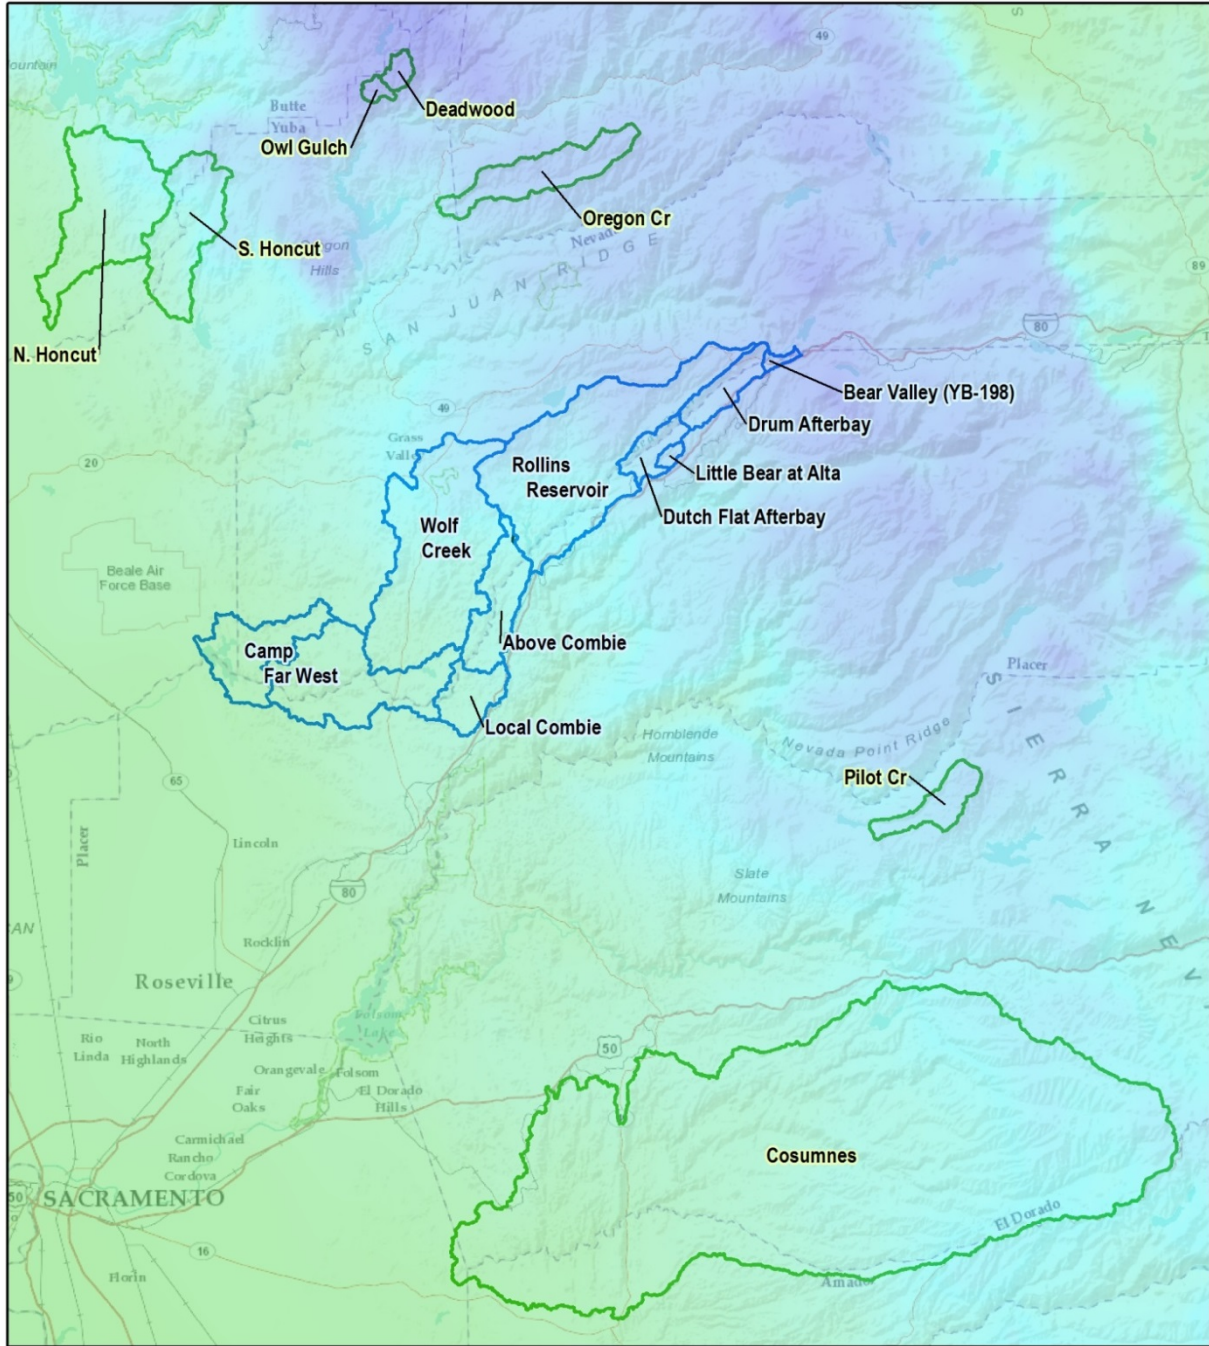 49
Deadwood
Butte
Yuba
Owl Gulch
Oregon Cr
Nevada
S. Honcut
Hills
89
SAN JUAN RIDGE
80
N. Honcut
Bear Valley (YB-198)
49
Drum Afterbay
Grass
20
Rollins
Reservoir
Little Bear at Alta
Dutch Flat Afterbay
Wolf
Creek
Beale Air
Force Base
Above Combie
Camp
Far West
Placer
Local Combie
Hornblende
Mountains
Nevada Point Ridge
Pilot Cr
65
SIERRA NEV
Placer
Lincoln
Slate
Mountains
80
Rocklin
Roseville
Citrus
Heights
Folsom
Lake
Rio
Linda
North
Highlands
50
Orangevale
Folsom
Fair
Oaks
El Dorado
Hills
Carmichael
Rancho
Cordova
Cosumnes
50
SACRAMENTO
El Dorado
16
Florin
Amador